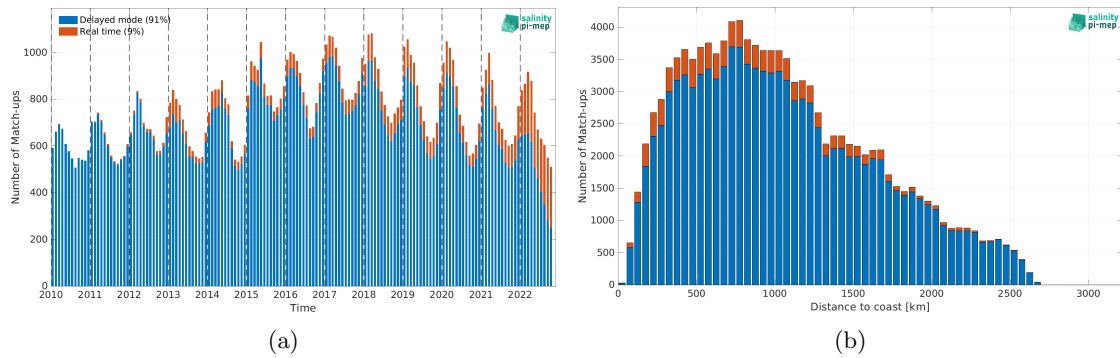 Delayed mode (91%)
Real time (9%)
salinity
pi-mep
Number of Match-ups
1000
800
600
400
200
0
2010 2011 2012 2013 2014 2015 2016 2017 2018 2019 2020 2021 2022
Time
(a)
salinity
pi-mep
Number of Match-ups
4000
3500
3000
2500
2000
1500
1000
500
0
0 500 1000 1500 2000 2500 3000
Distance to coast [km]
(b)